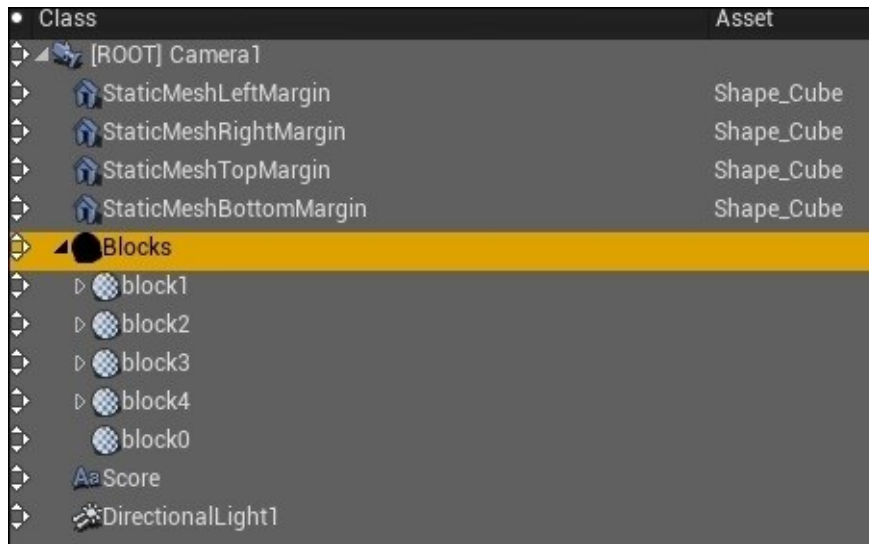 Class Asset
[ROOT] Camera1
StaticMeshLeftMargin Shape_Cube
StaticMeshRightMargin Shape_Cube
StaticMeshTopMargin Shape_Cube
StaticMeshBottomMargin Shape_Cube
Blocks
block1
block2
block3
block4
block0
Aa Score
DirectionalLight1